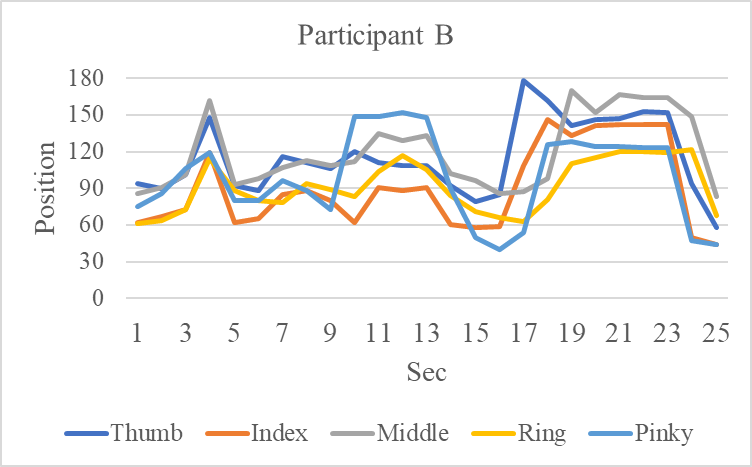 Participant B
Position
180
150
120
90
60
30
0
1 3 5 7 9 11 13 15 17 19 21 23 25
Sec
Thumb Index Middle Ring Pinky